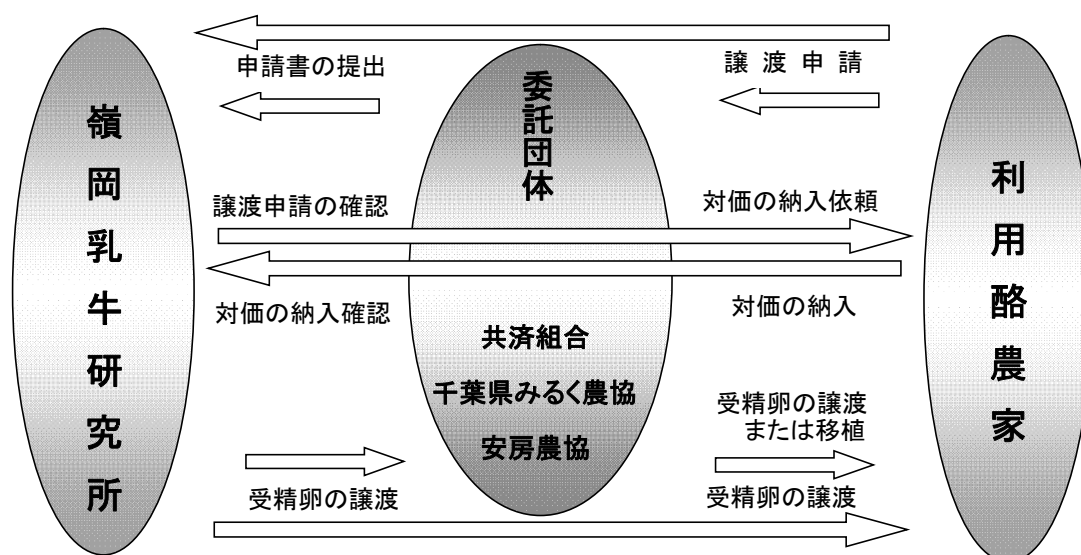 嶺岡乳牛研究所
申請書の提出
委託団体
譲渡申請
利用酪農家
譲渡申請の確認
対価の納入依頼
対価の納入確認
対価の納入
共済組合
千葉県みるく農協
安房農協
受精卵の譲渡
または移植
受精卵の譲渡
受精卵の譲渡